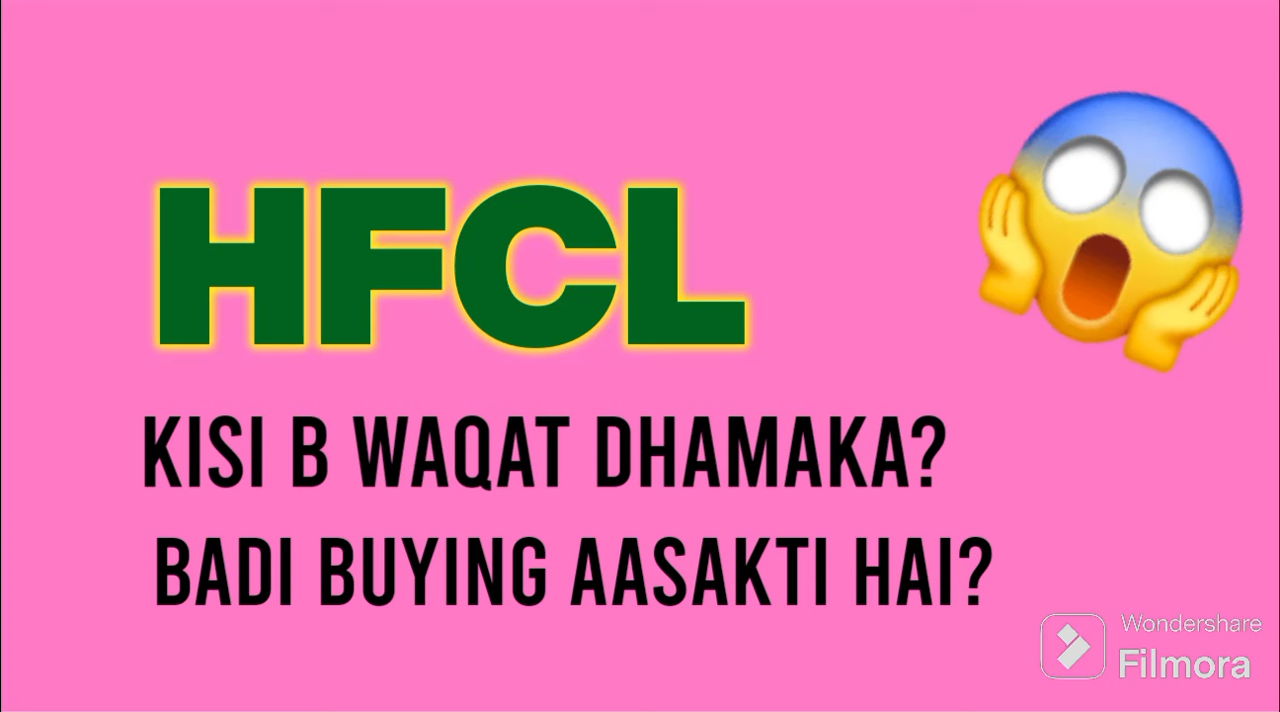 HFCL
KISI B WAQAT DHAMAKA?
BADI BUYING AASAKTI HAI?
Wondershare
Filmora